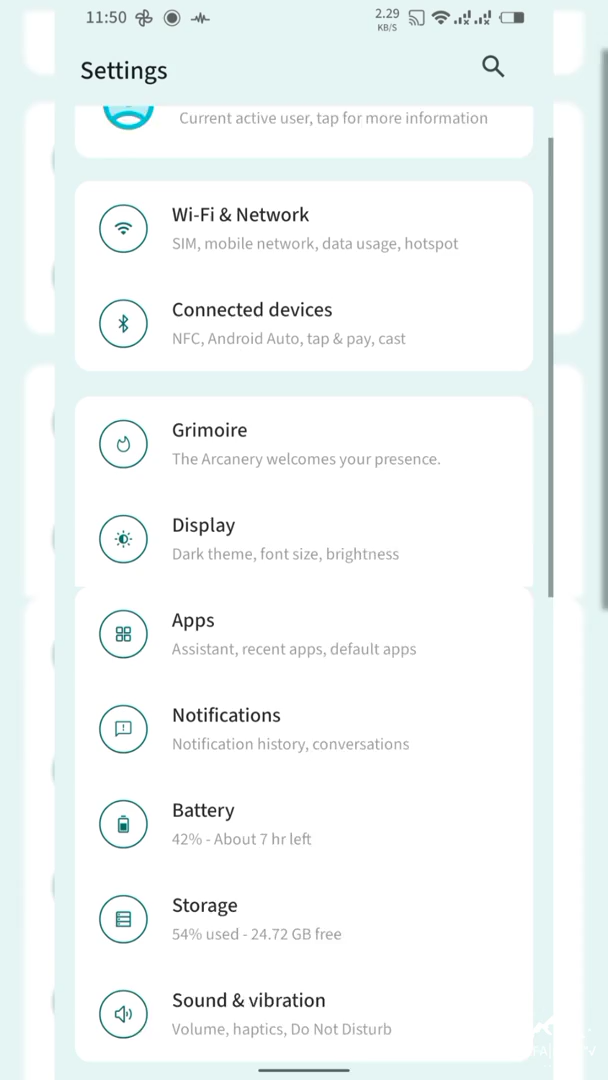 11:50
2.29
KB/S
Settings
Current active user, tap for more information
Wi-Fi & Network
SIM, mobile network, data usage, hotspot
Connected devices
NFC, Android Auto, tap & pay, cast
Grimoire
The Arcanery welcomes your presence.
Display
Dark theme, font size, brightness
Apps
Assistant, recent apps, default apps
Notifications
Notification history, conversations
Battery
42% - About 7 hr left
Storage
54% used - 24.72 GB free
Sound & vibration
Volume, haptics, Do Not Disturb